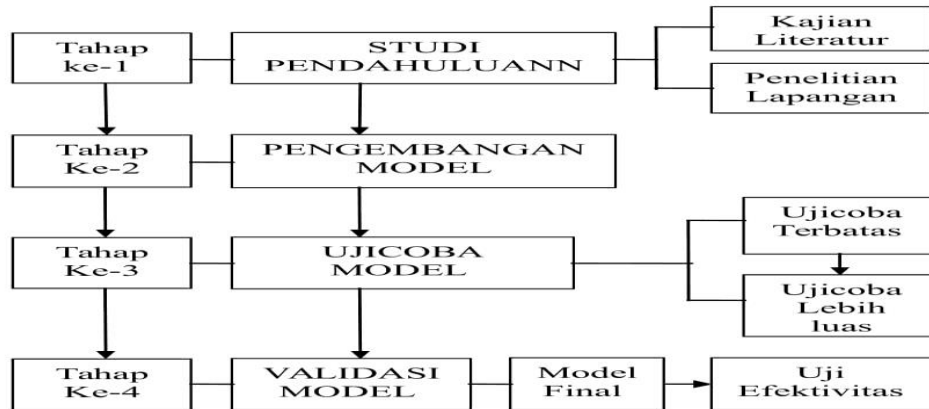 Tahap
ke-1
STUDI
PENDAHULUANN
Kajian
Literatur
Penelitian
Lapangan
Tahap
Ke-2
PENGEMBANGAN
MODEL
Tahap
Ke-3
UJICOBA
MODEL
Ujicoba
Terbatas
Ujicoba
Lebih
luas
Tahap
Ke-4
VALIDASI
MODEL
Model
Final
Uji
Efektivitas